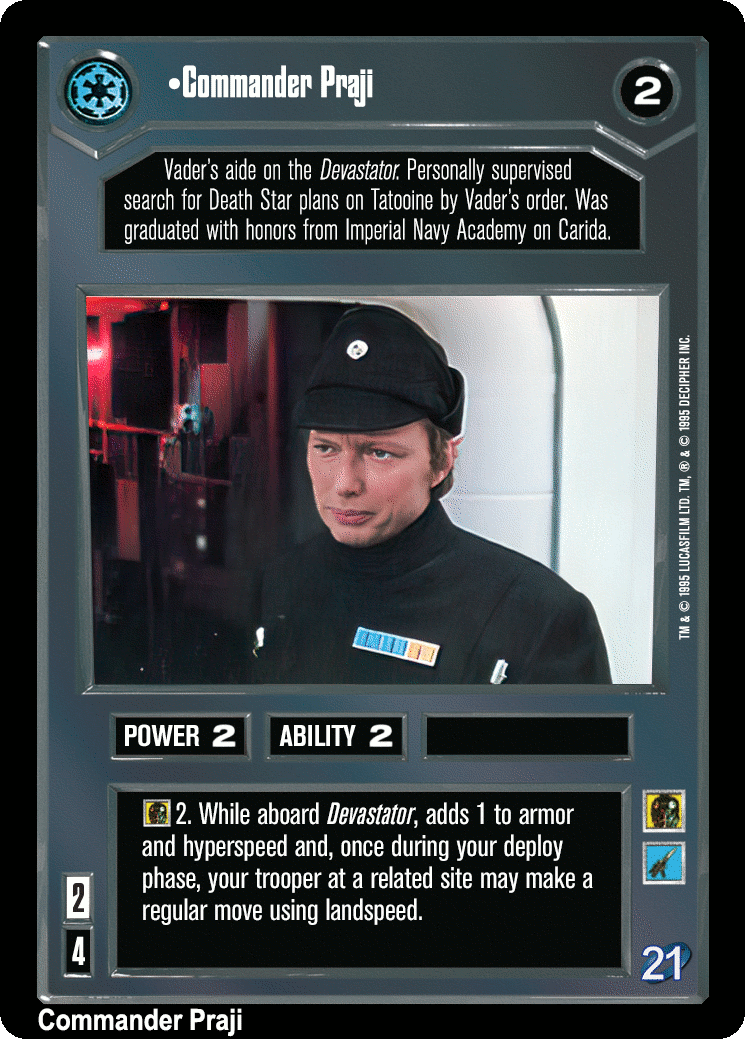 •Commander Praji
2
Vader's aide on the Devastator. Personally supervised
search for Death Star plans on Tatooine by Vader's order. Was
graduated with honors from Imperial Navy Academy on Carida.
TM & © 1995 LUCASFILM LTD. TM, ® & © 1995 DECIPHER INC.
POWER 2
ABILITY 2
2. While aboard Devastator, adds 1 to armor
and hyperspeed and, once during your deploy
phase, your trooper at a related site may make a
regular move using landspeed.
2
4
21
Commander Praji